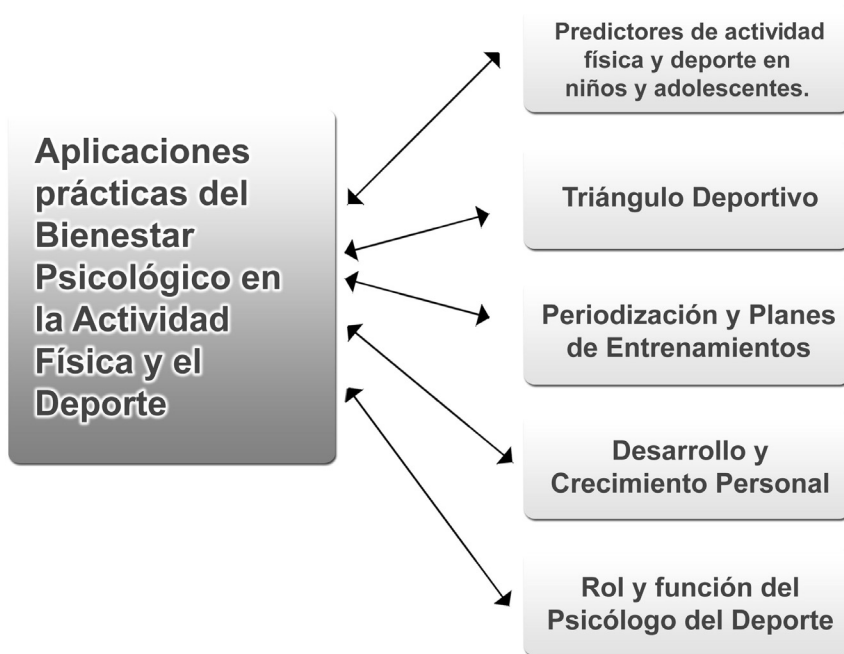 Aplicaciones
prácticas del
Bienestar
Psicológico en
la Actividad
Física y el
Deporte
Predictores de actividad
física y deporte en
niños y adolescentes.
Triángulo Deportivo
Periodización y Planes
de Entrenamientos
Desarrollo y
Crecimiento Personal
Rol y función del
Psicólogo del Deporte